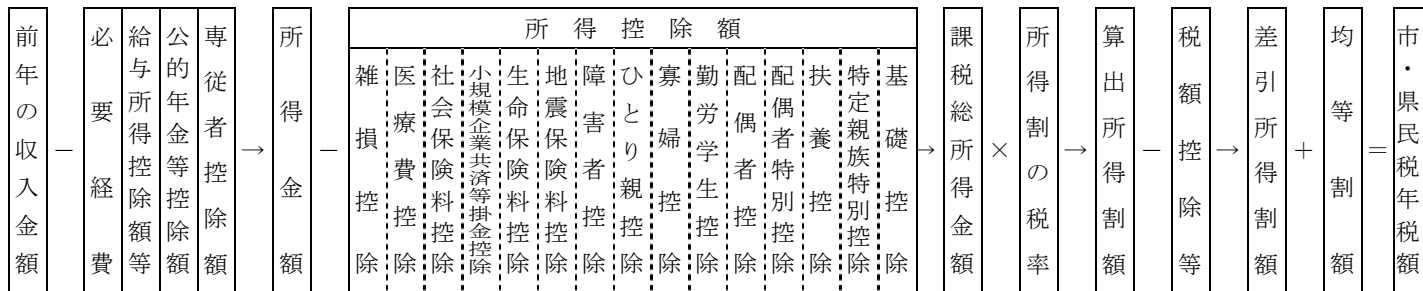 前年の収入金額
－
必要経費
給与所得控除額等
公的年金等控除額
専従者控除額
→
所得金額
－
所得控除額
雑損控除
医療費控除
社会保険料控除
小規模企業共済等掛金控除
生命保険料控除
地震保険料控除
障害者控除
ひとり親控除
寡婦控除
勤労学生控除
配偶者控除
配偶者特別控除
扶養控除
特定親族特別控除
基礎控除
→
課税総所得金額
×
所得割の税率
→
算出所得割額
－
税額控除等
→
差引所得割額
＋
均等割額
＝
市・県民税年税額